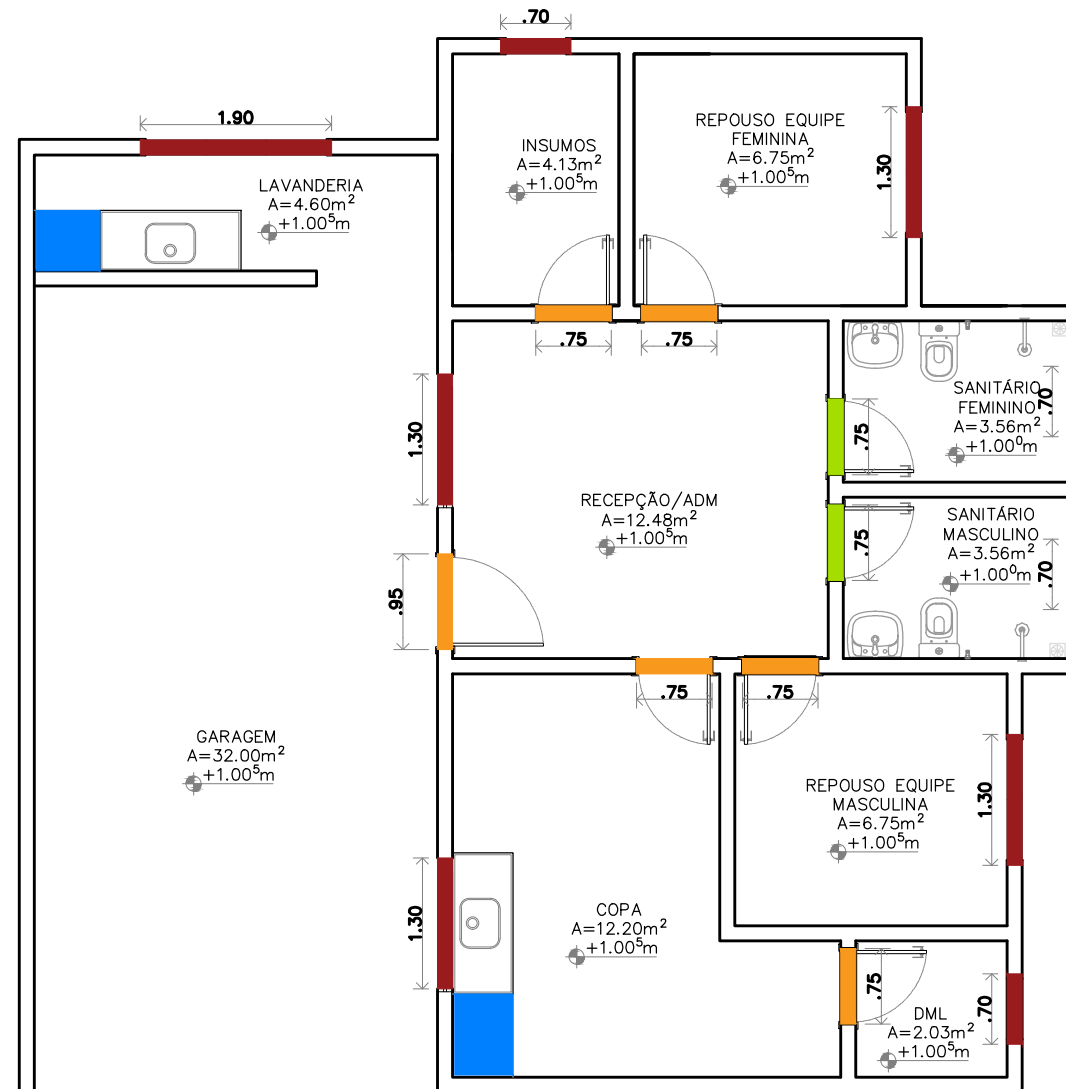 .70
1.90
INSUMOS
A=4.13m²
+1.00⁵m
REPOUSO EQUIPE
FEMININA
A=6.75m²
+1.00⁵m
1.30
LAVANDERIA
A=4.60m²
+1.00⁵m
.75
.75
1.30
.75
SANITÁRIO
FEMININO
A=3.56m²
+1.00⁰m
.70
RECEPÇÃO/ADM
A=12.48m²
+1.00⁵m
.75
SANITÁRIO
MASCULINO
A=3.56m²
+1.00⁰m
.70
.95
.75
.75
GARAGEM
A=32.00m²
+1.00⁵m
REPOUSO EQUIPE
MASCULINA
A=6.75m²
+1.00⁵m
1.30
1.30
COPA
A=12.20m²
+1.00⁵m
.75
DML
A=2.03m²
+1.00⁵m
.70